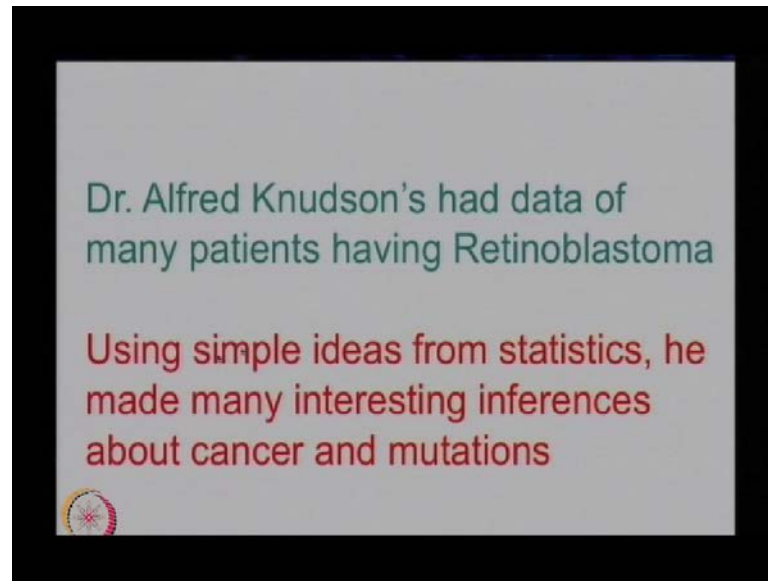 Dr. Alfred Knudson's had data of
many patients having Retinoblastoma
Using simple ideas from statistics, he
made many interesting inferences
about cancer and mutations